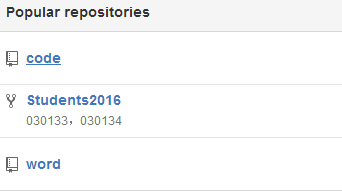 Popular repositories
code
Students2016
030133，030134
word